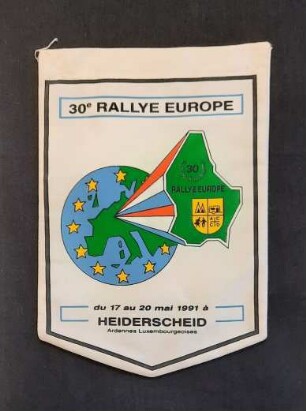 30e RALLYE EUROPE
30
RALLYE EUROPE
du 17 au 20 mai 1991 à
HEIDERSCHEID
Ardennes Luxembourgeoises